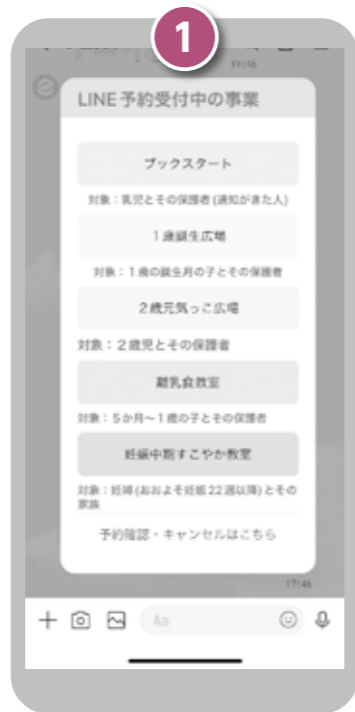 1
17:46
LINE予約受付中の事業
ブックスタート
対象：乳児とその保護者(通知がきた人)
1歳誕生広場
対象：1歳の誕生月の子とその保護者
2歳元気っこ広場
対象：2歳児とその保護者
離乳食教室
対象：5か月〜1歳の子とその保護者
妊娠中期すこやか教室
対象：妊婦(おおよそ妊娠22週以降)とその
家族
予約確認・キャンセルはこちら
17:46
Aa